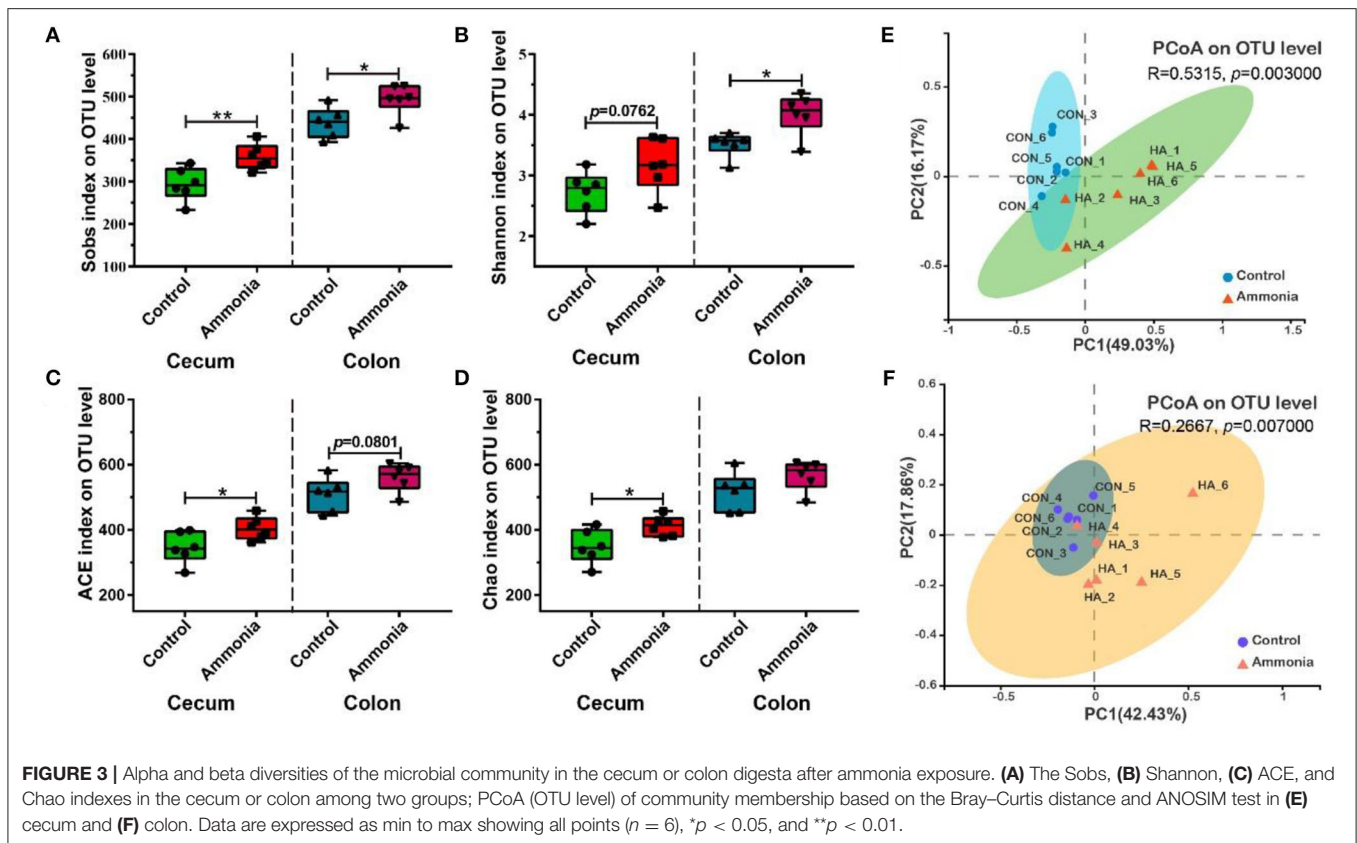 A
Sobs index on OTU level
600
500
400
300
200
100
**
*
Control
Ammonia
Control
Ammonia
Cecum
Colon
B
Shannon index on OTU level
5
4
3
2
1
p=0.0762
*
Control
Ammonia
Control
Ammonia
Cecum
Colon
C
ACE index on OTU level
800
600
400
200
*
p=0.0801
Control
Ammonia
Control
Ammonia
Cecum
Colon
D
Chao index on OTU level
800
600
400
200
*
Control
Ammonia
Control
Ammonia
Cecum
Colon
E
PCoA on OTU level
R=0.5315, p=0.003000
PC2(16.17%)
0.5
0
-0.5
CON_3
CON_6
CON_5
CON_1
CON_2
CON_4
HA_1
HA_5
HA_6
HA_2
HA_3
HA_4
Control
Ammonia
-1
-0.5
0
0.5
1
1.5
PC1(49.03%)
F
PCoA on OTU level
R=0.2667, p=0.007000
PC2(17.86%)
0.6
0.4
0.2
0
-0.2
-0.4
-0.6
CON_5
CON_4
CON_1
CON_6
HA_4
CON_2
HA_3
CON_3
HA_6
HA_1
HA_5
HA_2
Control
Ammonia
-0.5
0
0.5
1
PC1(42.43%)
FIGURE 3 | Alpha and beta diversities of the microbial community in the cecum or colon digesta after ammonia exposure. (A) The Sobs, (B) Shannon, (C) ACE, and
Chao indexes in the cecum or colon among two groups; PCoA (OTU level) of community membership based on the Bray–Curtis distance and ANOSIM test in (E)
cecum and (F) colon. Data are expressed as min to max showing all points (n = 6), *p < 0.05, and **p < 0.01.